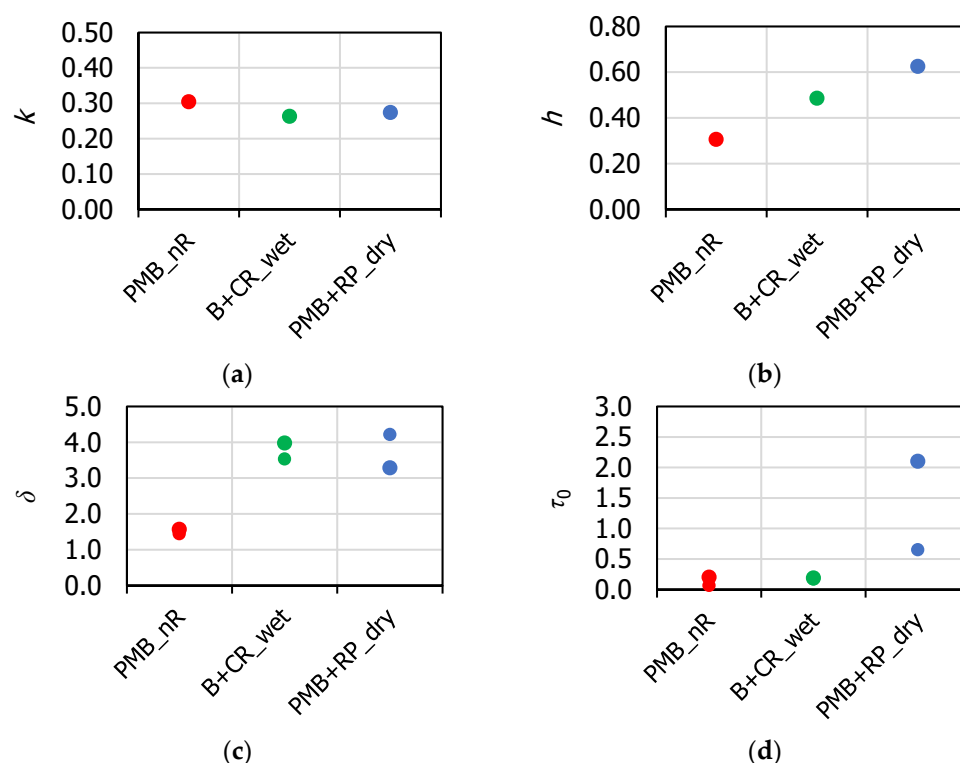 0.50
0.40
0.30
0.20
0.10
0.00
k
PMB_nR
B+CR_wet
PMB+RP_dry
(a)
0.80
0.60
0.40
0.20
0.00
h
PMB_nR
B+CR_wet
PMB+RP_dry
(b)
5.0
4.0
3.0
2.0
1.0
0.0
δ
PMB_nR
B+CR_wet
PMB+RP_dry
(c)
3.0
2.5
2.0
1.5
1.0
0.5
0.0
τ0
PMB_nR
B+CR_wet
PMB+RP_dry
(d)